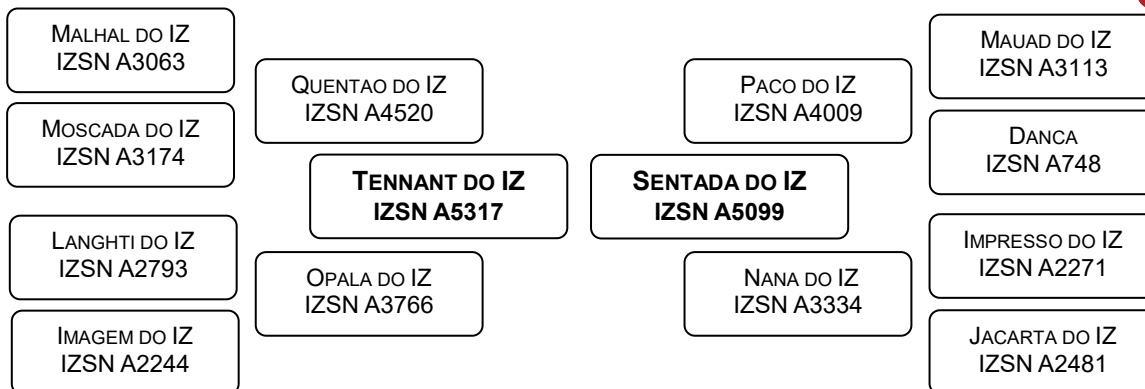 MALHAL DO IZ
IZSN A3063
MOSCADA DO IZ
IZSN A3174
LANGHTI DO IZ
IZSN A2793
IMAGEM DO IZ
IZSN A2244
QUENTAO DO IZ
IZSN A4520
OPALA DO IZ
IZSN A3766
TENNANT DO IZ
IZSN A5317
SENTADA DO IZ
IZSN A5099
PACO DO IZ
IZSN A4009
NANA DO IZ
IZSN A3334
MAUAD DO IZ
IZSN A3113
DANCA
IZSN A748
IMPRESSO DO IZ
IZSN A2271
JACARTA DO IZ
IZSN A2481